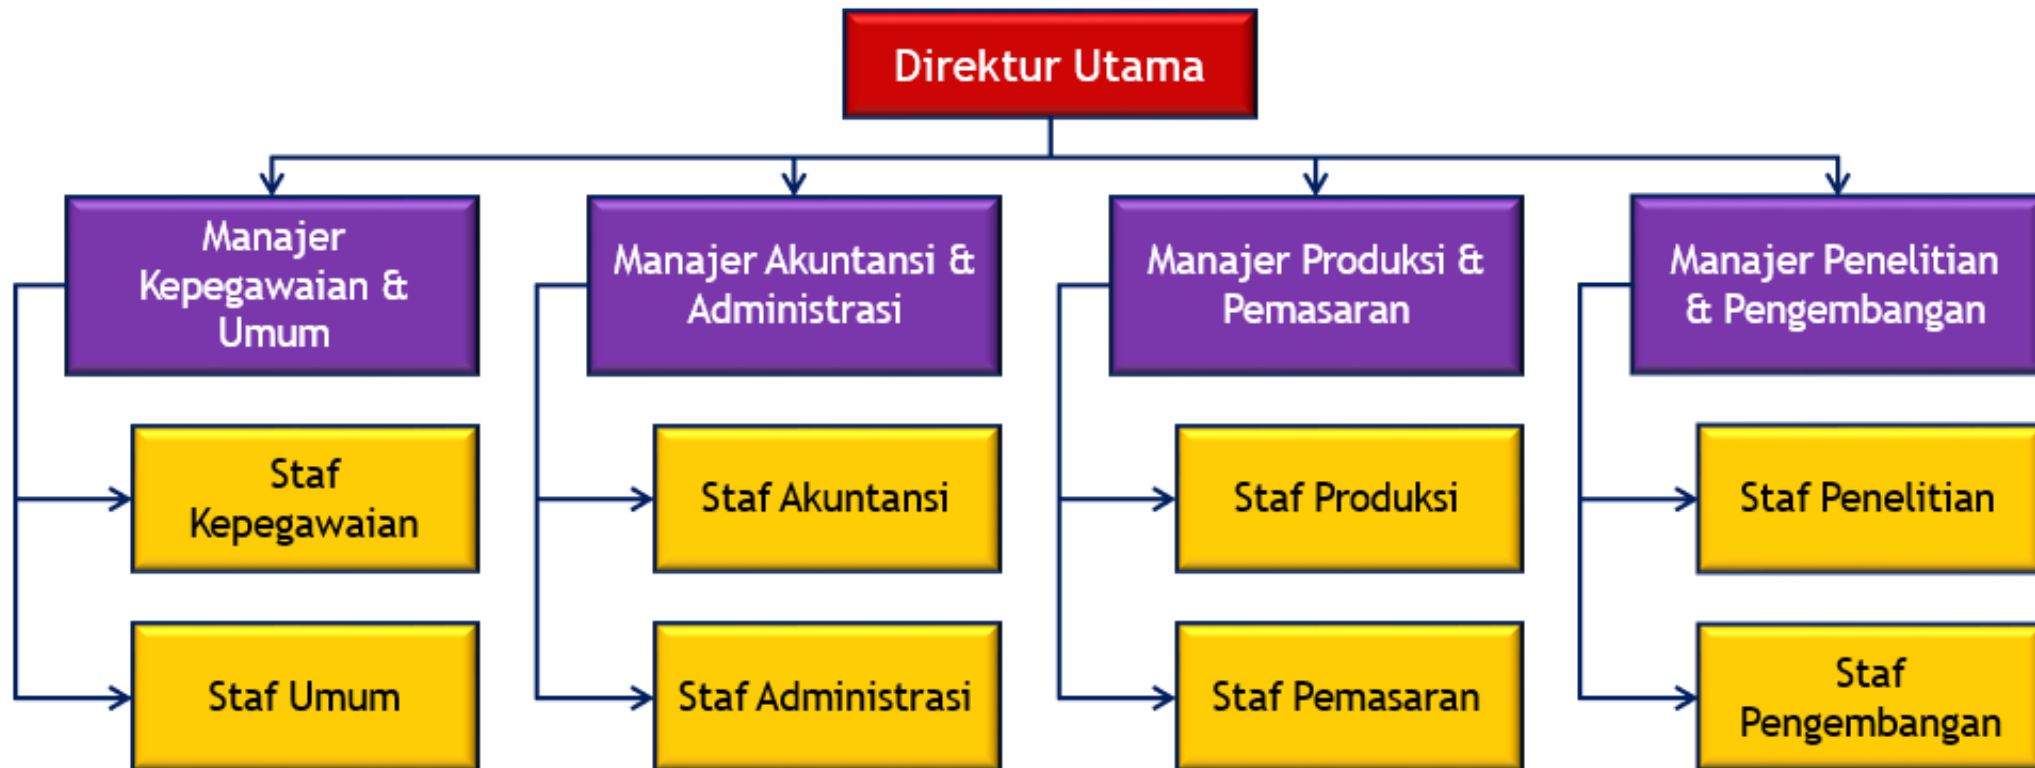 Direktur Utama
Manajer
Kepegawaian &
Umum
Manajer Akuntansi &
Administrasi
Manajer Produksi &
Pemasaran
Manajer Penelitian
& Pengembangan
Staf
Kepegawaian
Staf Akuntansi
Staf Produksi
Staf Penelitian
Staf Umum
Staf Administrasi
Staf Pemasaran
Staf
Pengembangan